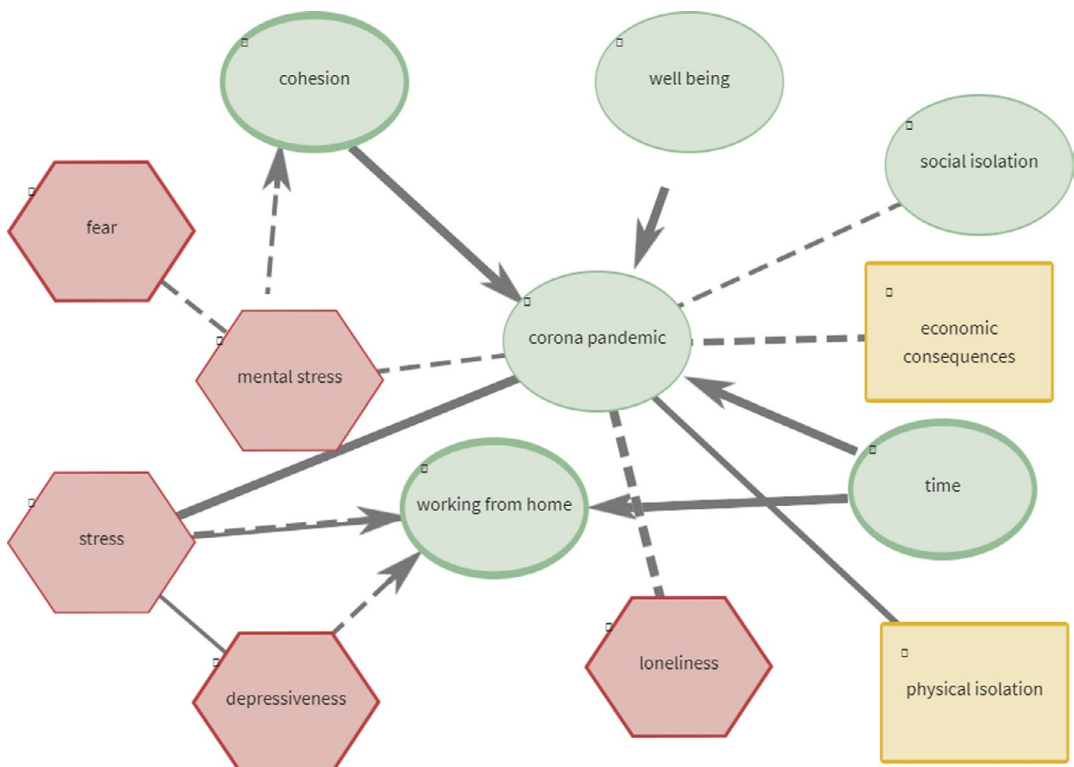 cohesion
well being
social isolation
fear
economic
consequences
corona pandemic
mental stress
time
working from home
stress
loneliness
physical isolation
depressiveness